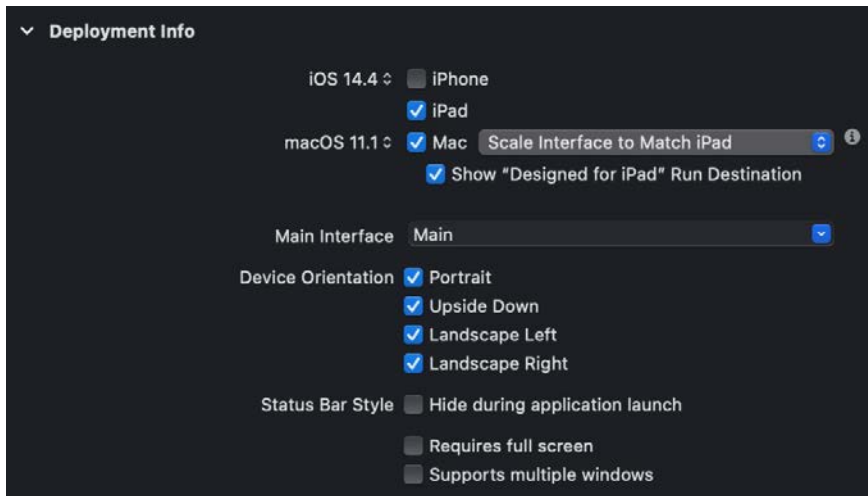 Deployment Info
iOS 14.4 iPhone
iPad
macOS 11.1 Mac Scale Interface to Match iPad
Show “Designed for iPad” Run Destination
Main Interface Main
Device Orientation Portrait
Upside Down
Landscape Left
Landscape Right
Status Bar Style Hide during application launch
Requires full screen
Supports multiple windows